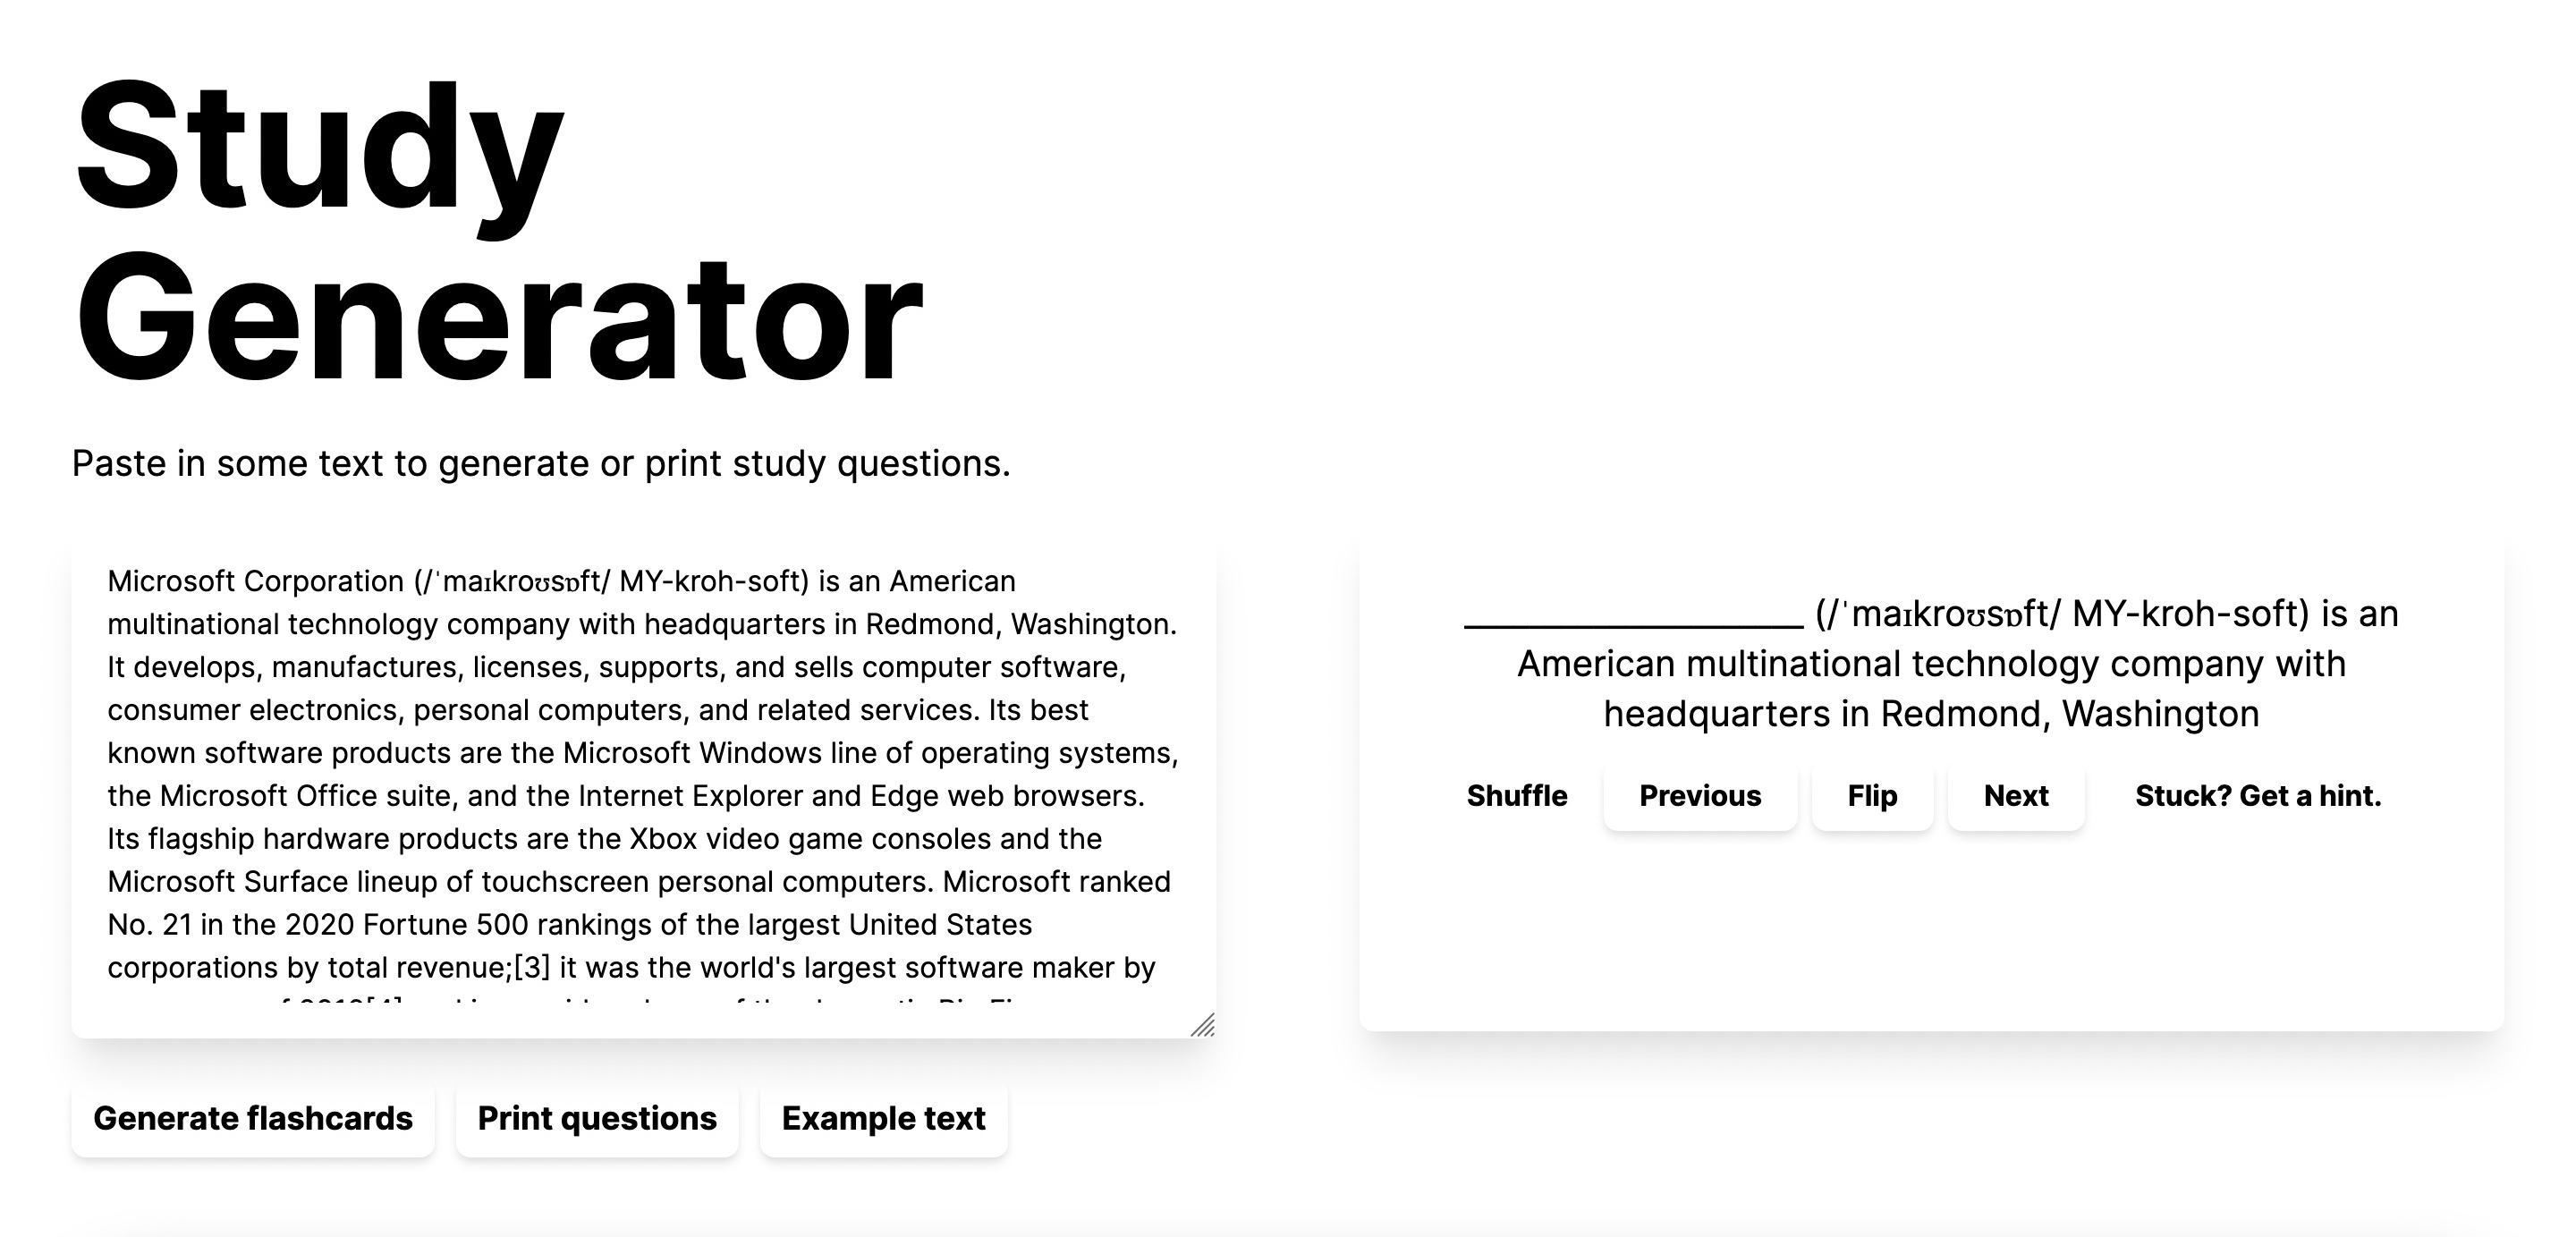 Study
Generator
Paste in some text to generate or print study questions.
Microsoft Corporation (/ˈmaɪkroʊsɒft/ MY-kroh-soft) is an American
multinational technology company with headquarters in Redmond, Washington.
It develops, manufactures, licenses, supports, and sells computer software,
consumer electronics, personal computers, and related services. Its best
known software products are the Microsoft Windows line of operating systems,
the Microsoft Office suite, and the Internet Explorer and Edge web browsers.
Its flagship hardware products are the Xbox video game consoles and the
Microsoft Surface lineup of touchscreen personal computers. Microsoft ranked
No. 21 in the 2020 Fortune 500 rankings of the largest United States
corporations by total revenue;[3] it was the world's largest software maker by
Generate flashcards
Print questions
Example text
____________________ (/ˈmaɪkroʊsɒft/ MY-kroh-soft) is an
American multinational technology company with
headquarters in Redmond, Washington
Shuffle
Previous
Flip
Next
Stuck? Get a hint.